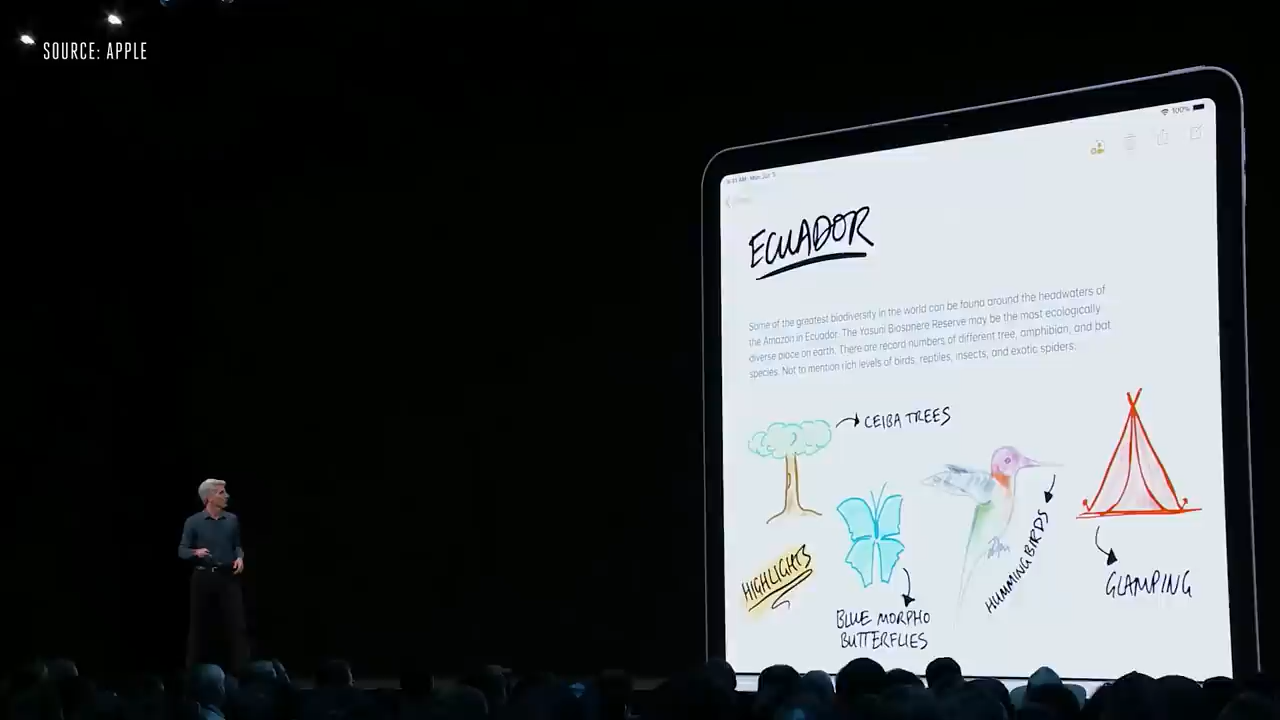 SOURCE: APPLE
100%
ECUADOR
Some of the greatest biodiversity in the world can be found around the headwaters of
the Amazon in Ecuador. The Yasuni Biosphere Reserve may be the most ecologically
diverse place on earth. There are record numbers of different tree, amphibian, and bat
species. Not to mention rich levels of birds, reptiles, insects, and exotic spiders.
CEIBA TREES
HIGHLIGHTS
BLUE MORPHO
BUTTERFLIES
HUMMING BIRDS
GLAMPING